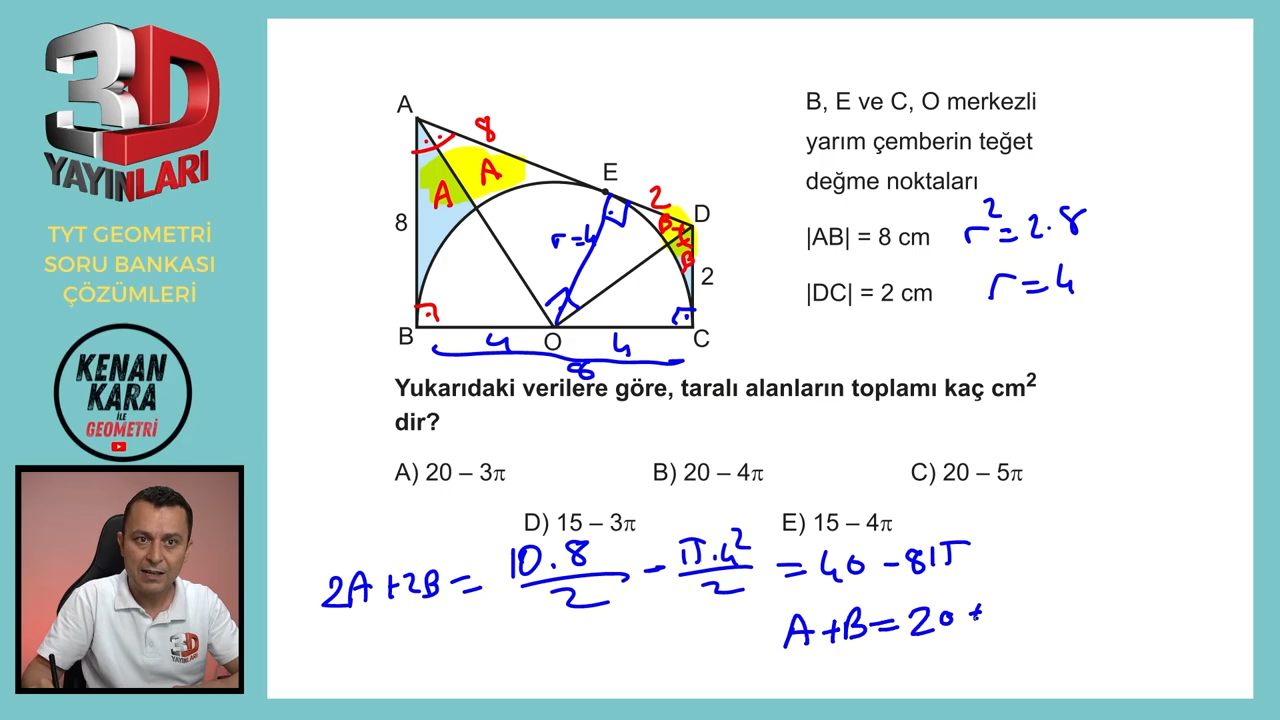 3D
YAYINLARI
TYT GEOMETRİ
SORU BANKASI
ÇÖZÜMLERİ
KENAN
KARA
İLE
GEOMETRİ
3D
YAYINLARI
A
8
A
A
8
E
2
D
B
B
r=4
2
B
O
C
4
4
8
B, E ve C, O merkezli
yarım çemberin teğet
değme noktaları
|AB| = 8 cm
|DC| = 2 cm
r² = 2.8
r = 4
Yukarıdaki verilere göre, taralı alanların toplamı kaç cm²
dir?
A) 20 – 3π
B) 20 – 4π
C) 20 – 5π
D) 15 – 3π
E) 15 – 4π
2A+2B = 10.8/2 - π.4²/2 = 40 - 8π
A+B = 20